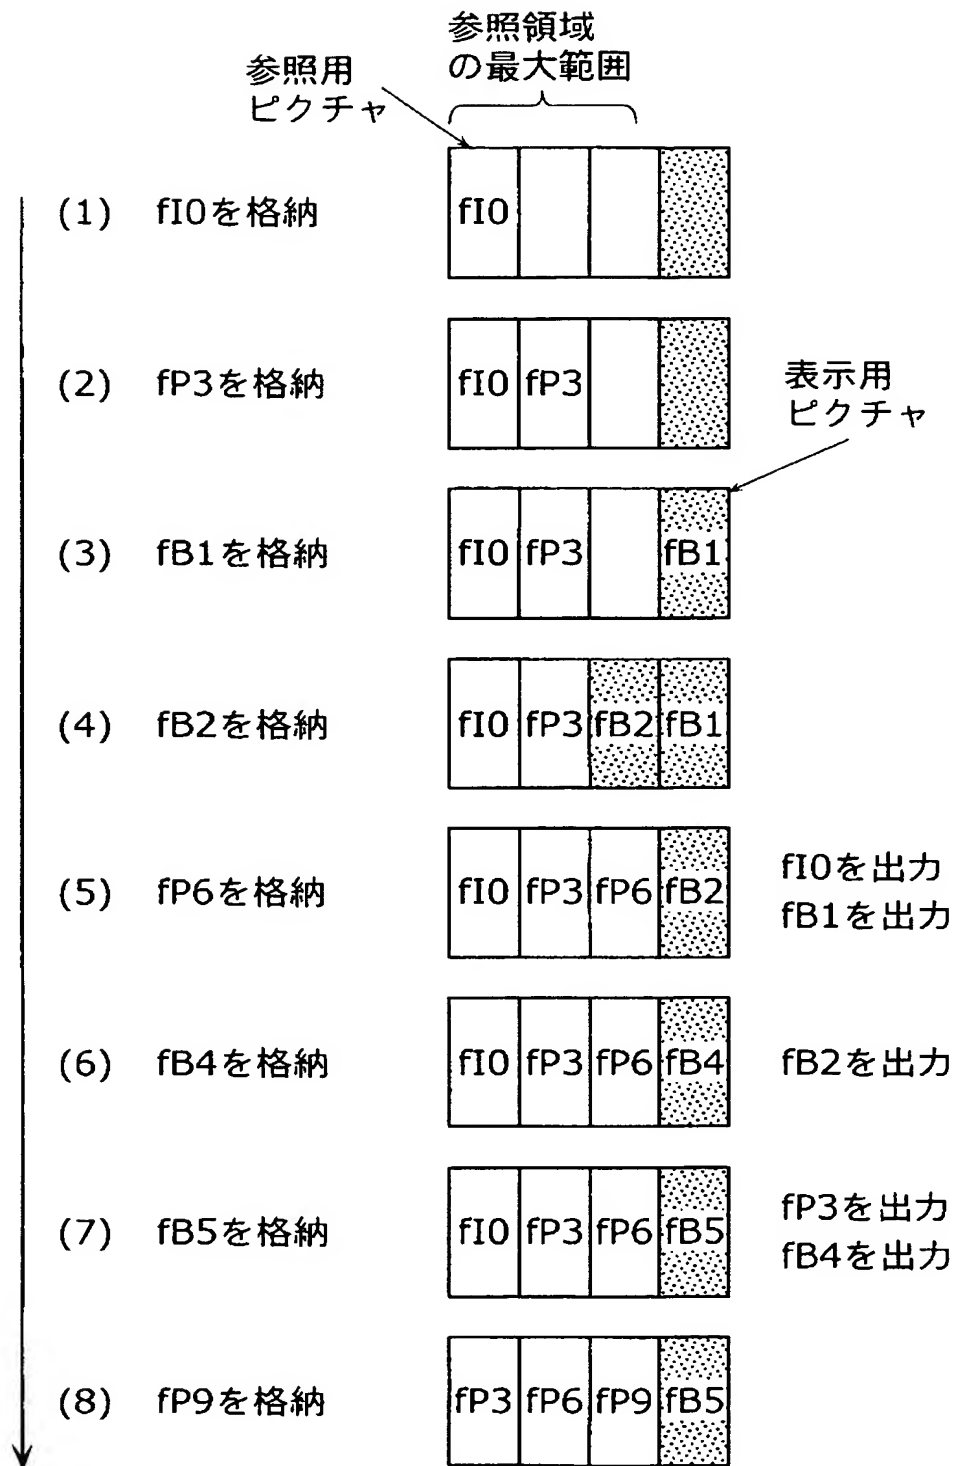 参照領域
の最大範囲
参照用
ピクチャ
(1) fI0を格納
fI0
(2) fP3を格納
fI0 fP3
表示用
ピクチャ
(3) fB1を格納
fI0 fP3 fB1
(4) fB2を格納
fI0 fP3 fB2 fB1
(5) fP6を格納
fI0 fP3 fP6 fB2
fI0を出力
fB1を出力
(6) fB4を格納
fI0 fP3 fP6 fB4
fB2を出力
(7) fB5を格納
fI0 fP3 fP6 fB5
fP3を出力
fB4を出力
(8) fP9を格納
fP3 fP6 fP9 fB5